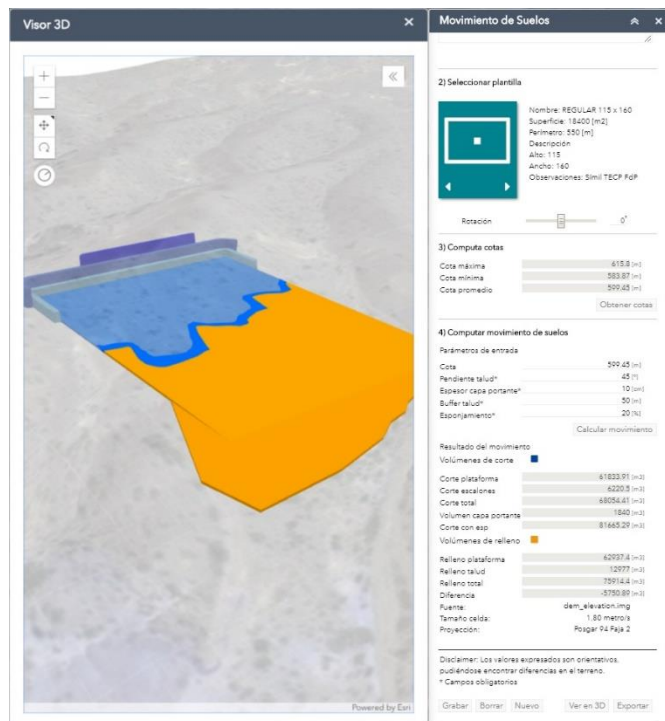 Visor 3D
Movimiento de Suelos
2) Seleccionar plantilla
Nombre: REGULAR 115 x 160
Superficie: 18400 [m2]
Perímetro: 550 [m]
Descripción
Alto: 115
Ancho: 160
Observaciones: Simil TECP FdP
Rotación 0°
3) Computa cotas
Cota máxima 615.8 [m]
Cota mínima 583.87 [m]
Cota promedio 599.45 [m]
Obtener cotas
4) Computar movimiento de suelos
Parámetros de entrada
Cota 599.45 [m]
Pendiente talud* 45 [°]
Espesor capa portante* 10 [cm]
Buffer talud* 50 [m]
Esponjamiento* 20 [%]
Calcular movimiento
Resultado del movimiento
Volúmenes de corte
Corte plataforma 61833.91 [m3]
Corte escalones 6220.5 [m3]
Corte total 68054.41 [m3]
Volumen capa portante 1840 [m3]
Corte con esp 81665.29 [m3]
Volúmenes de relleno
Relleno plataforma 62937.4 [m3]
Relleno talud 12977 [m3]
Relleno total 75914.4 [m3]
Diferencia -5750.89 [m3]
Fuente: dem_elevation.img
Tamaño celda: 1.80 metro/s
Proyección: Posgar 94 Faja 2
Disclaimer: Los valores expresados son orientativos,
pudiéndose encontrar diferencias en el terreno.
* Campos obligatorios
Grabar Borrar Nuevo Ver en 3D Exportar
Powered by Esri